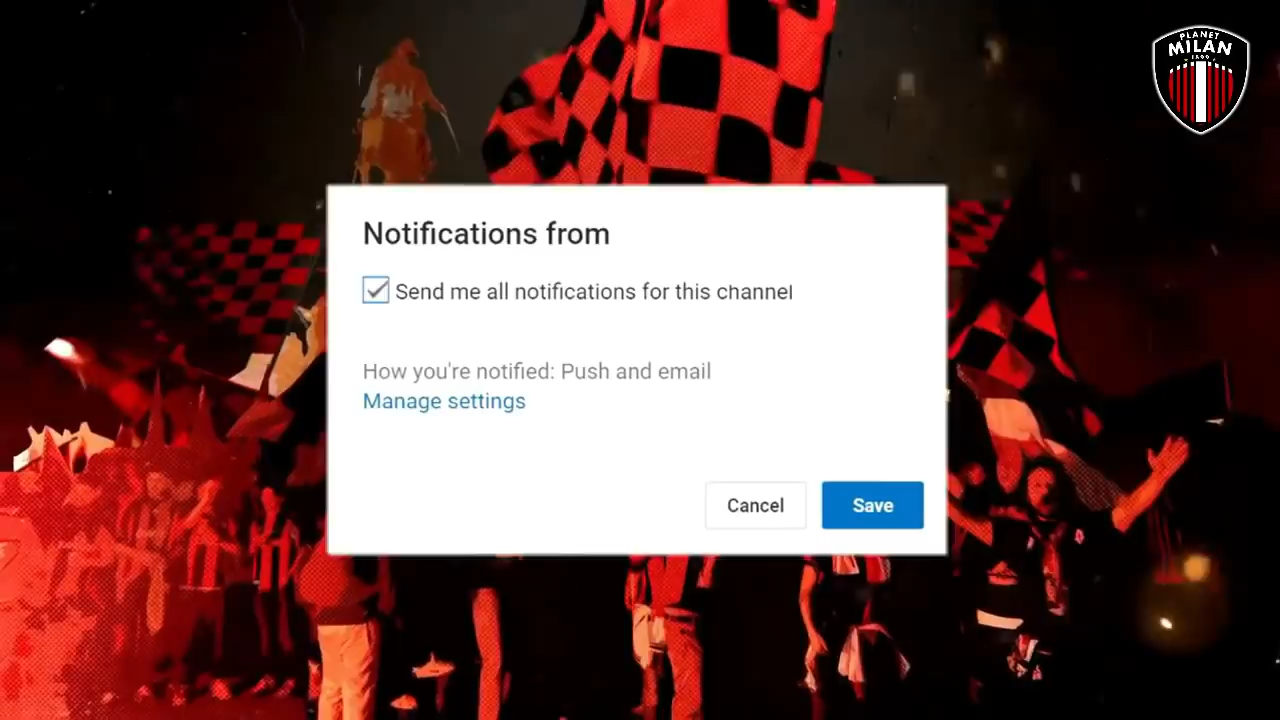 PLANET
MILAN
1899
Notifications from
Send me all notifications for this channel
How you're notified: Push and email
Manage settings
Cancel
Save